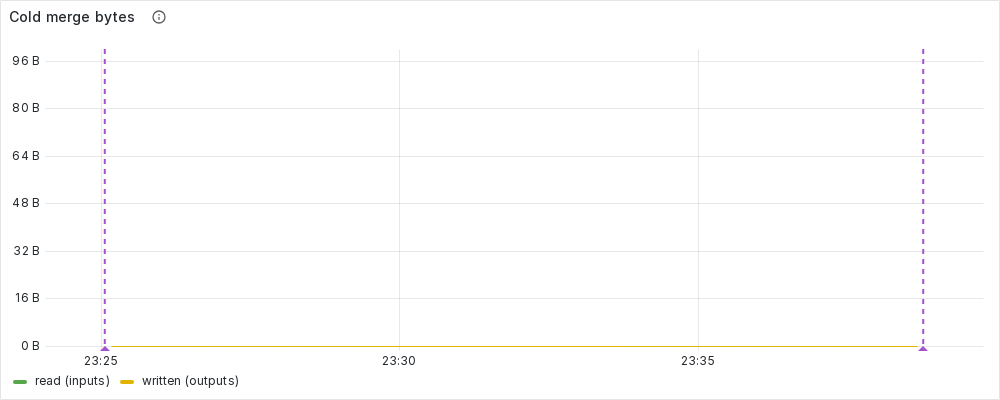 Cold merge bytes
96 B
80 B
64 B
48 B
32 B
16 B
0 B
23:25 23:30 23:35
read (inputs) written (outputs)